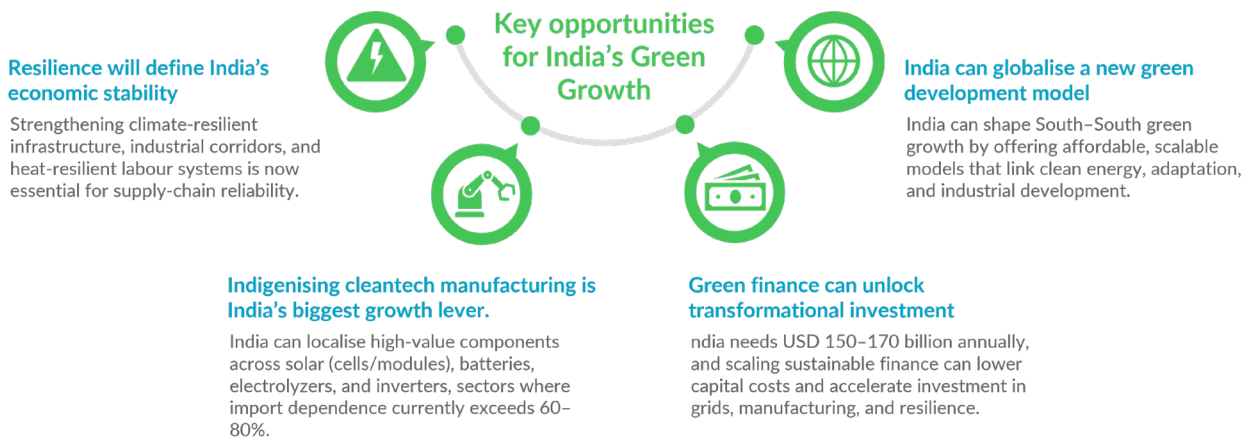 Key opportunities
for India's Green
Growth
Resilience will define India's
economic stability
Strengthening climate-resilient
infrastructure, industrial corridors, and
heat-resilient labour systems is now
essential for supply-chain reliability.
Indigenising cleantech manufacturing is
India's biggest growth lever.
India can localise high-value components
across solar (cells/modules), batteries,
electrolyzers, and inverters, sectors where
import dependence currently exceeds 60–
80%.
Green finance can unlock
transformational investment
ndia needs USD 150–170 billion annually,
and scaling sustainable finance can lower
capital costs and accelerate investment in
grids, manufacturing, and resilience.
India can globalise a new green
development model
India can shape South–South green
growth by offering affordable, scalable
models that link clean energy, adaptation,
and industrial development.